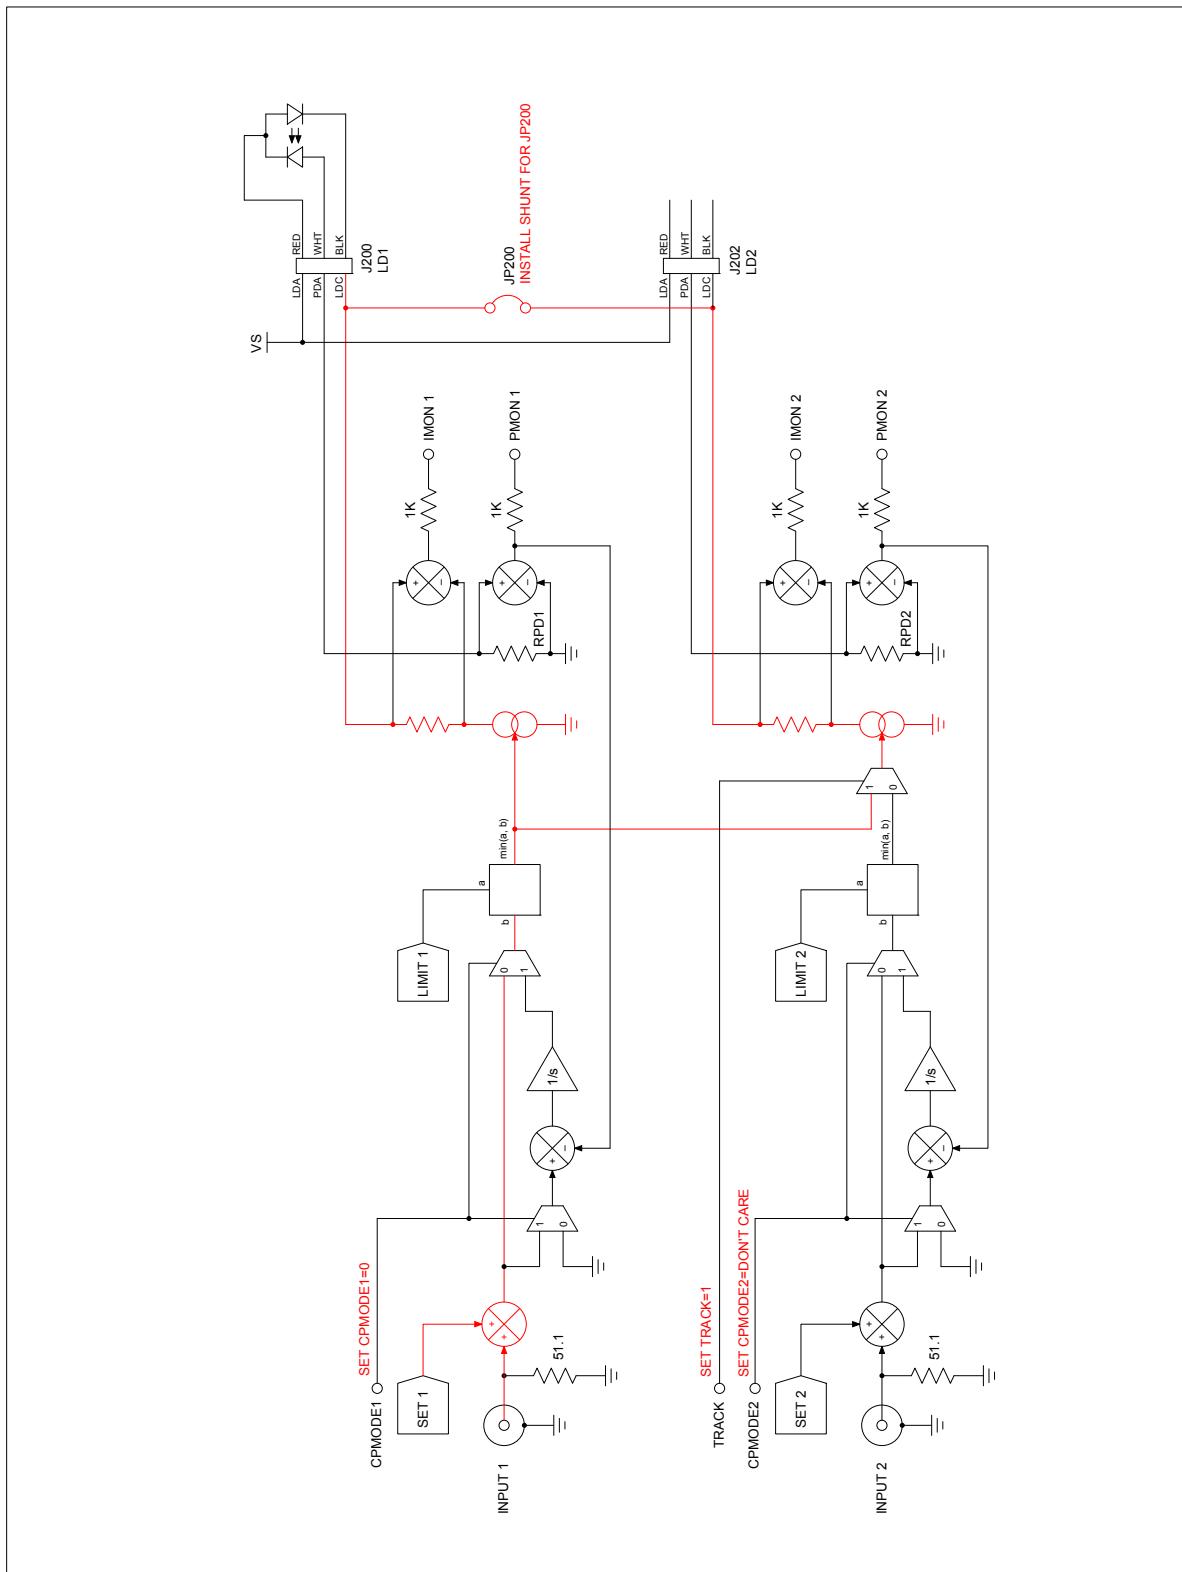 INPUT 1
CPMODE1
SET CPMODE1=0
SET 1
+
+
51.1
1
0
+
−
1/s
0
1
LIMIT 1
a
b
min(a, b)
+
−
1K
IMON 1
+
−
RPD1
1K
PMON 1
VS
LDA
RED
PDA
WHT
LDC
BLK
J200
LD1
JP200
INSTALL SHUNT FOR JP200
INPUT 2
TRACK
SET TRACK=1
CPMODE2
SET CPMODE2=DON'T CARE
SET 2
+
+
51.1
1
0
+
−
1/s
0
1
LIMIT 2
a
b
min(a, b)
1
0
+
−
1K
IMON 2
+
−
RPD2
1K
PMON 2
LDA
RED
PDA
WHT
LDC
BLK
J202
LD2